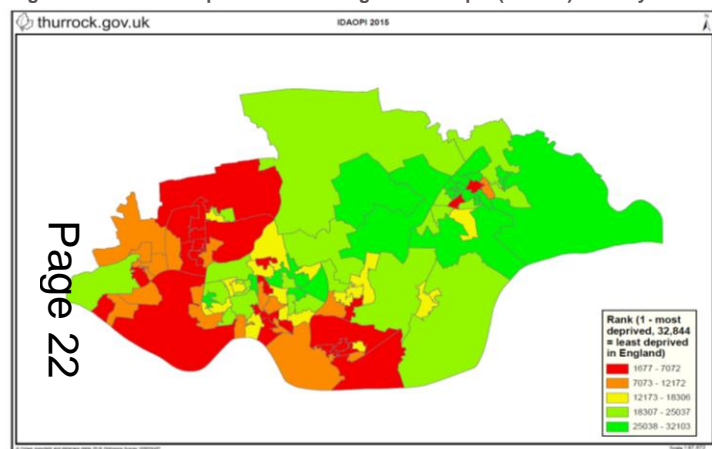 thurrock.gov.uk
IDAOPI 2015
N
Page 22
Rank (1 - most
deprived, 32,844
= least deprived
in England)
1677 - 7072
7073 - 12172
12173 - 18306
18307 - 25037
25038 - 32103